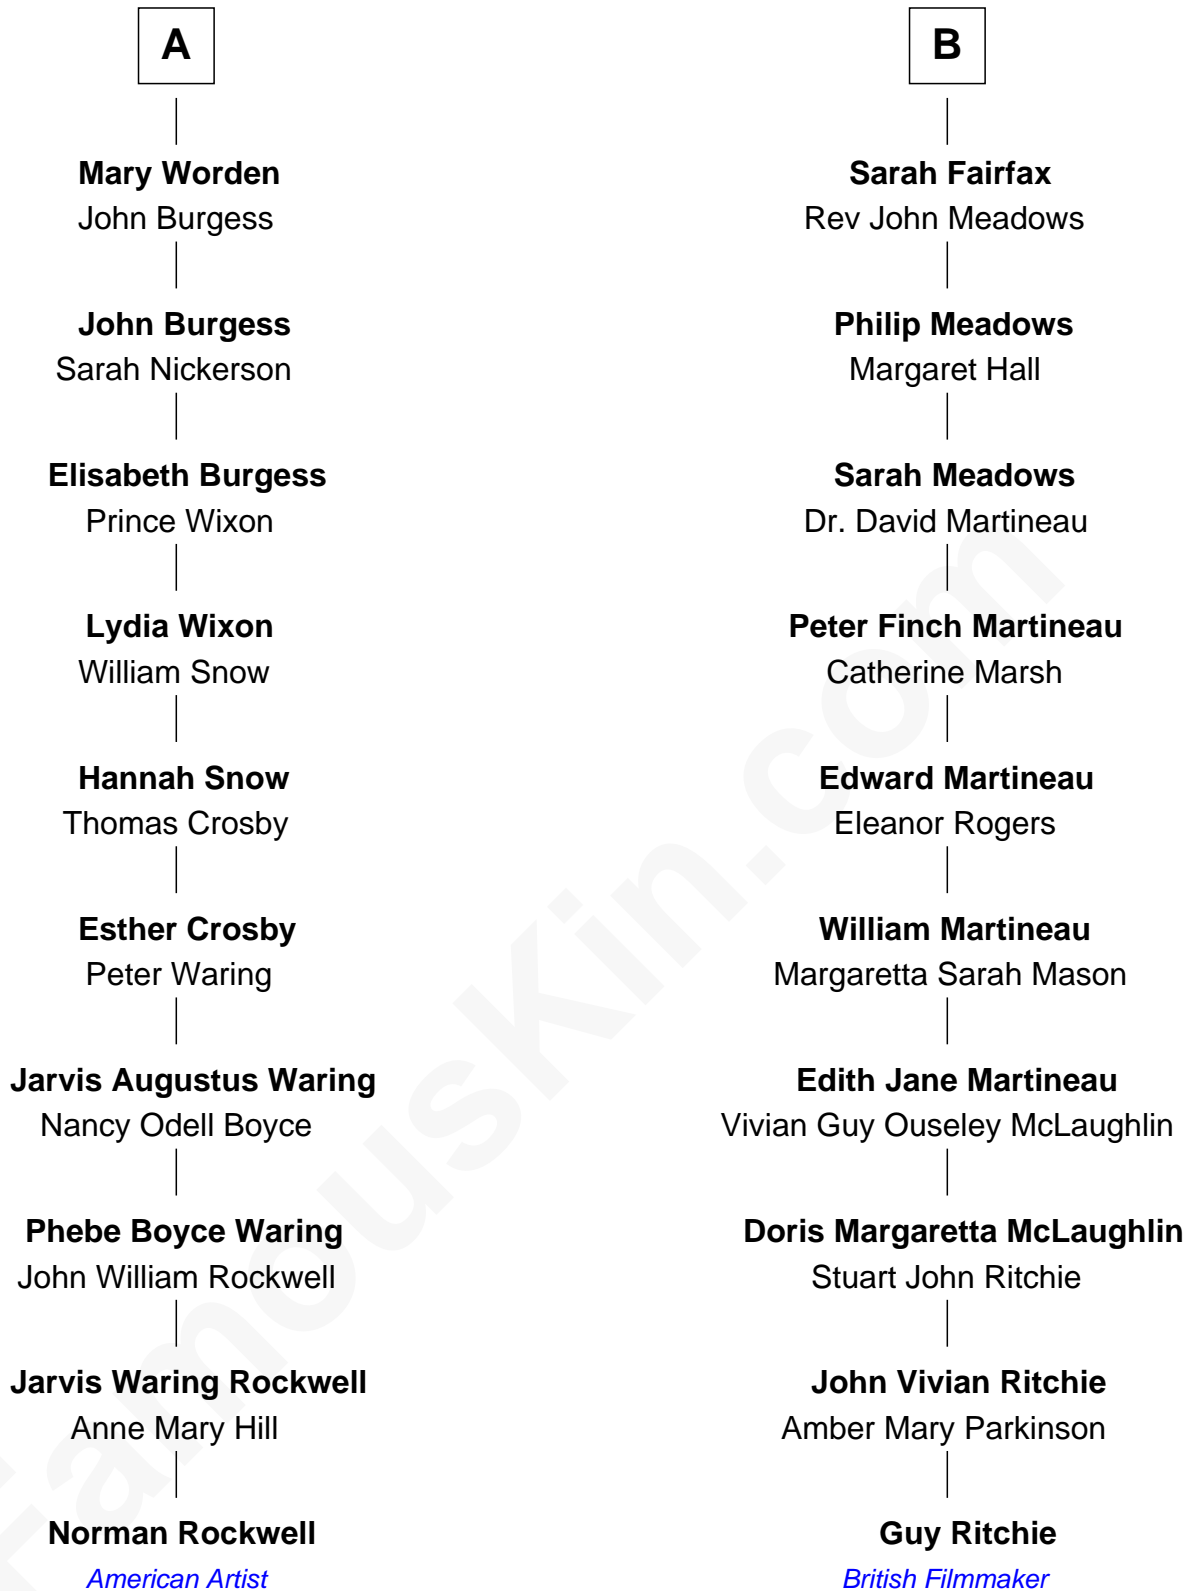 A
Mary Worden
John Burgess
John Burgess
Sarah Nickerson
Elisabeth Burgess
Prince Wixon
Lydia Wixon
William Snow
Hannah Snow
Thomas Crosby
Esther Crosby
Peter Waring
Jarvis Augustus Waring
Nancy Odell Boyce
Phebe Boyce Waring
John William Rockwell
Jarvis Waring Rockwell
Anne Mary Hill
Norman Rockwell
American Artist
B
Sarah Fairfax
Rev John Meadows
Philip Meadows
Margaret Hall
Sarah Meadows
Dr. David Martineau
Peter Finch Martineau
Catherine Marsh
Edward Martineau
Eleanor Rogers
William Martineau
Margaretta Sarah Mason
Edith Jane Martineau
Vivian Guy Ouseley McLaughlin
Doris Margaretta McLaughlin
Stuart John Ritchie
John Vivian Ritchie
Amber Mary Parkinson
Guy Ritchie
British Filmmaker
FamousKin.com